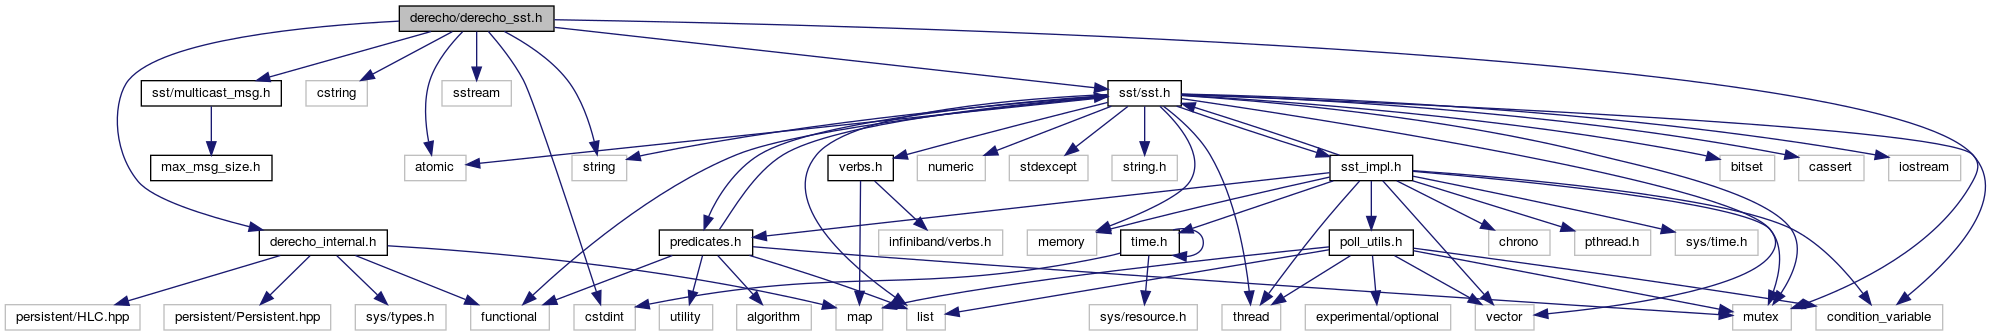 derecho/derecho_sst.h
sst/multicast_msg.h
cstring
sstream
sst/sst.h
max_msg_size.h
atomic
string
verbs.h
numeric
stdexcept
string.h
sst_impl.h
bitset
cassert
iostream
derecho_internal.h
predicates.h
infiniband/verbs.h
memory
time.h
poll_utils.h
chrono
pthread.h
sys/time.h
persistent/HLC.hpp
persistent/Persistent.hpp
sys/types.h
functional
cstdint
utility
algorithm
map
list
sys/resource.h
thread
experimental/optional
vector
mutex
condition_variable